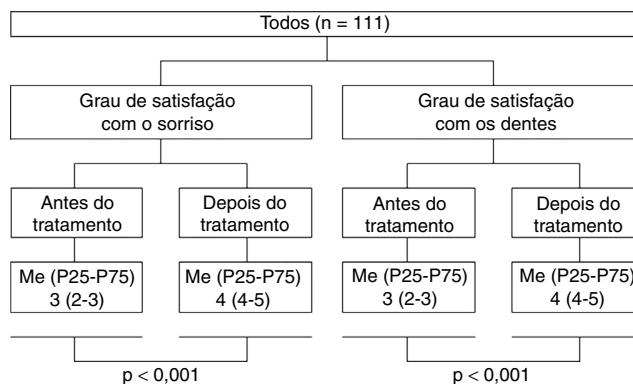 Todos (n = 111)
Grau de satisfação
com o sorriso
Grau de satisfação
com os dentes
Antes do
tratamento
Depois do
tratamento
Antes do
tratamento
Depois do
tratamento
Me (P25-P75)
3 (2-3)
Me (P25-P75)
4 (4-5)
Me (P25-P75)
3 (2-3)
Me (P25-P75)
4 (4-5)
p < 0,001
p < 0,001